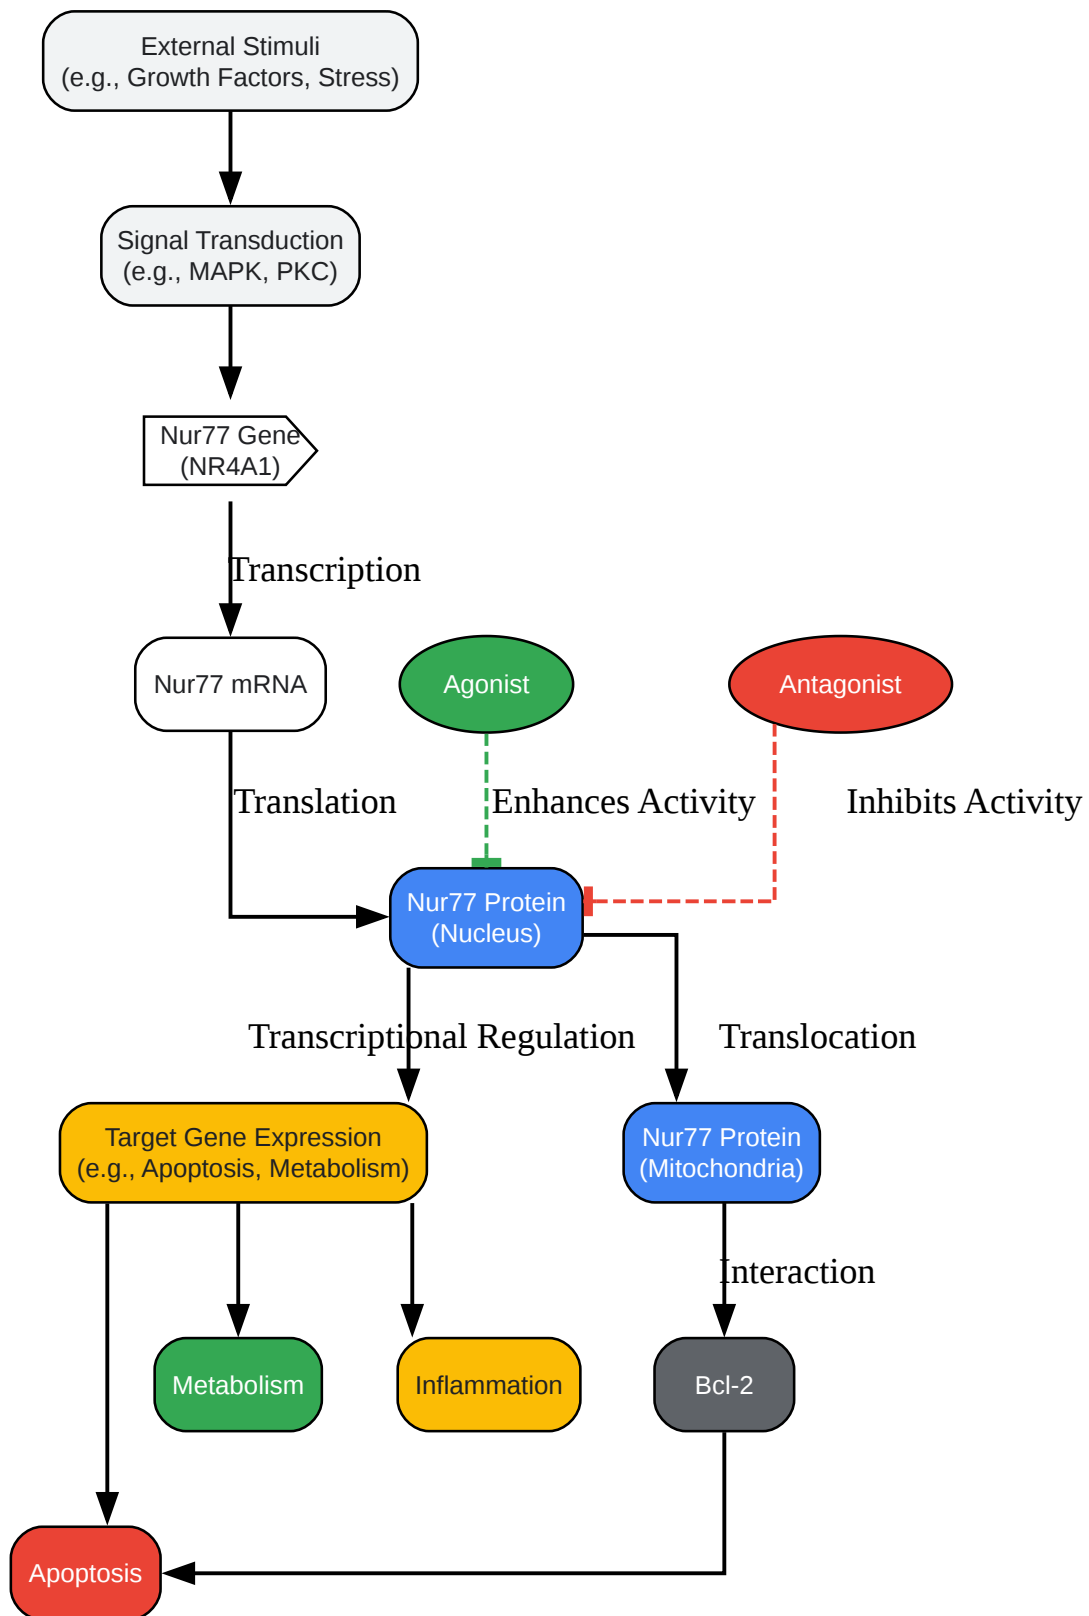 External Stimuli
(e.g., Growth Factors, Stress)
Signal Transduction
(e.g., MAPK, PKC)
Nur77 Gene
(NR4A1)
Transcription
Nur77 mRNA
Agonist
Antagonist
Translation
Enhances Activity
Inhibits Activity
Nur77 Protein
(Nucleus)
Transcriptional Regulation
Translocation
Target Gene Expression
(e.g., Apoptosis, Metabolism)
Nur77 Protein
(Mitochondria)
Interaction
Metabolism
Inflammation
Bcl-2
Apoptosis